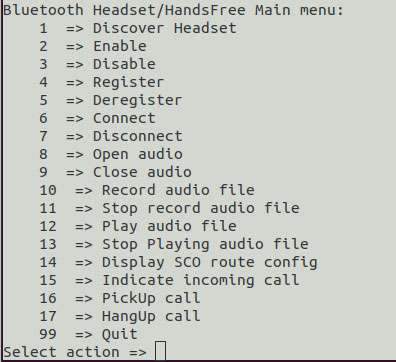 Bluetooth Headset/HandsFree Main menu:
    1  => Discover Headset
    2  => Enable
    3  => Disable
    4  => Register
    5  => Deregister
    6  => Connect
    7  => Disconnect
    8  => Open audio
    9  => Close audio
    10  => Record audio file
    11  => Stop record audio file
    12  => Play audio file
    13  => Stop Playing audio file
    14  => Display SCO route config
    15  => Indicate incoming call
    16  => PickUp call
    17  => HangUp call
    99  => Quit
Select action =>